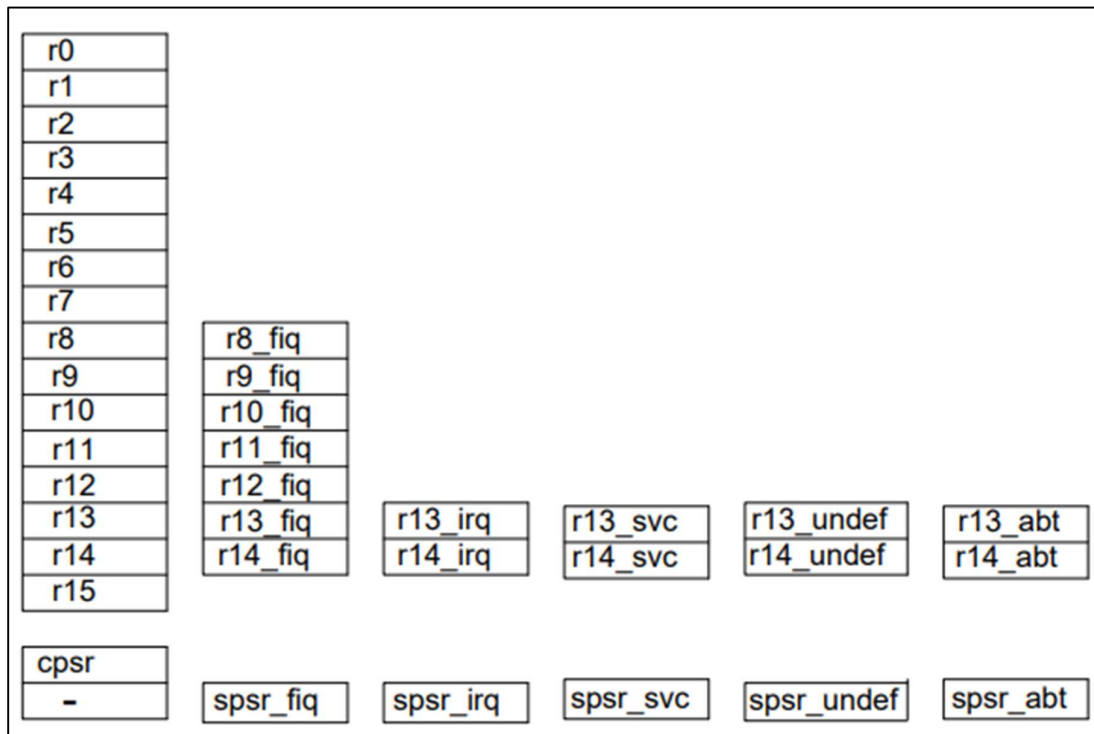 r0
r1
r2
r3
r4
r5
r6
r7
r8 r8_fiq
r9 r9_fiq
r10 r10_fiq
r11 r11_fiq
r12 r12_fiq
r13 r13_fiq r13_irq r13_svc r13_undef r13_abt
r14 r14_fiq r14_irq r14_svc r14_undef r14_abt
r15
cpsr
- spsr_fiq spsr_irq spsr_svc spsr_undef spsr_abt